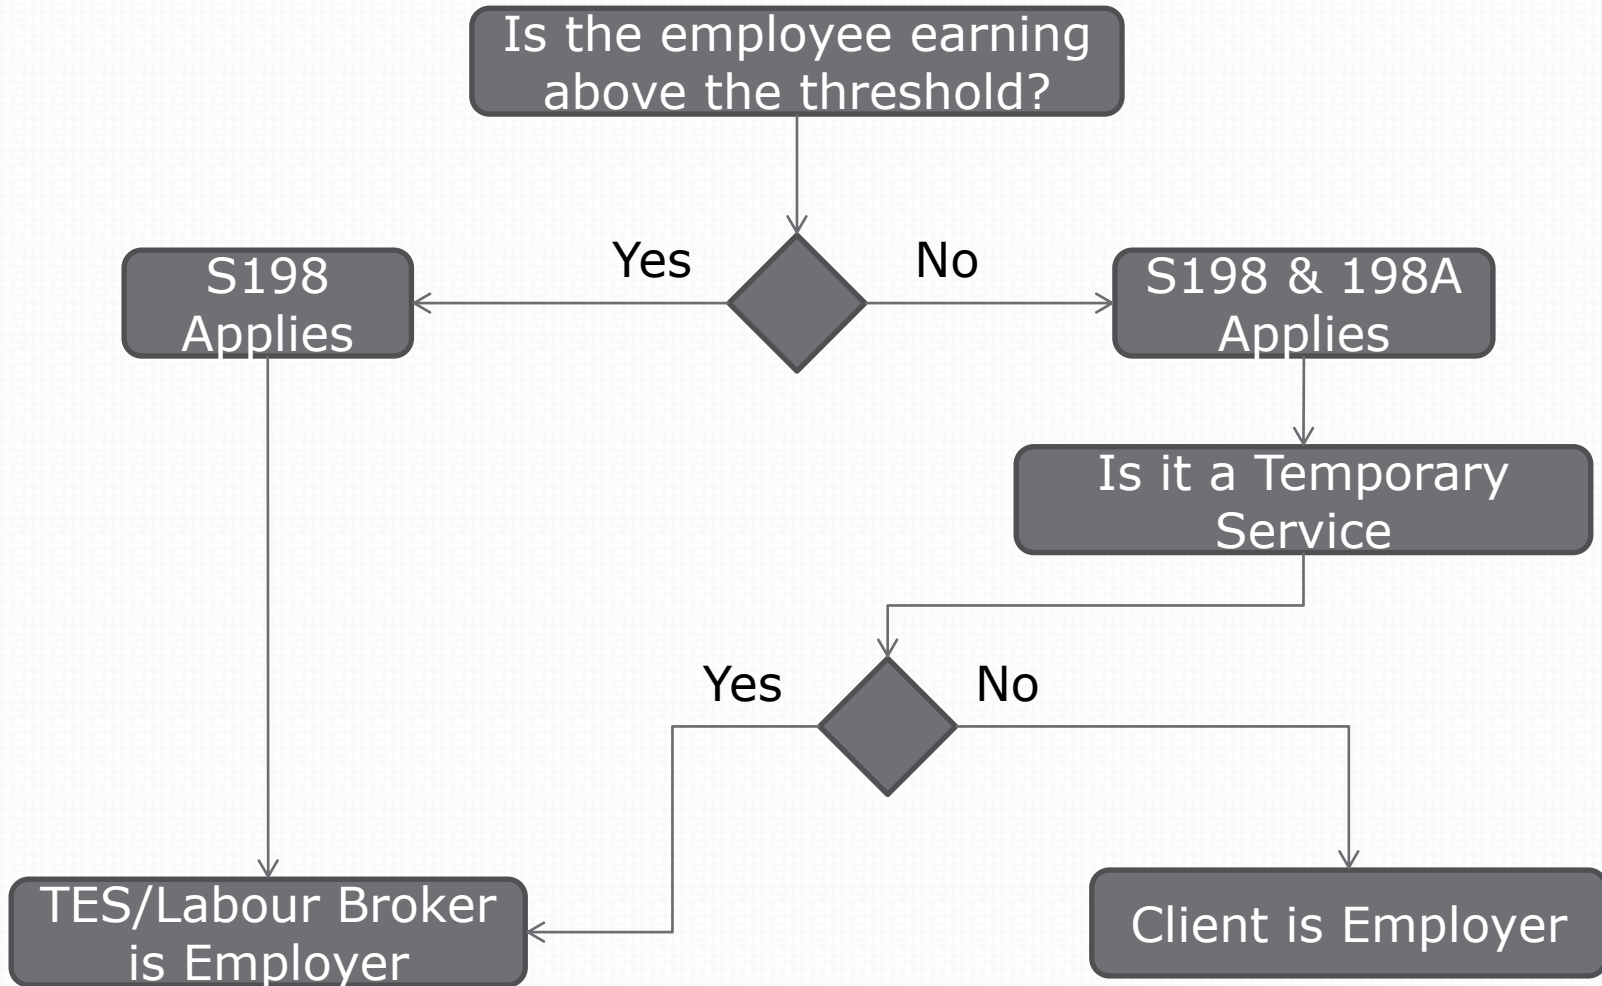 Is the employee earning
above the threshold?
Yes
No
S198
Applies
S198 & 198A
Applies
Is it a Temporary
Service
Yes
No
TES/Labour Broker
is Employer
Client is Employer